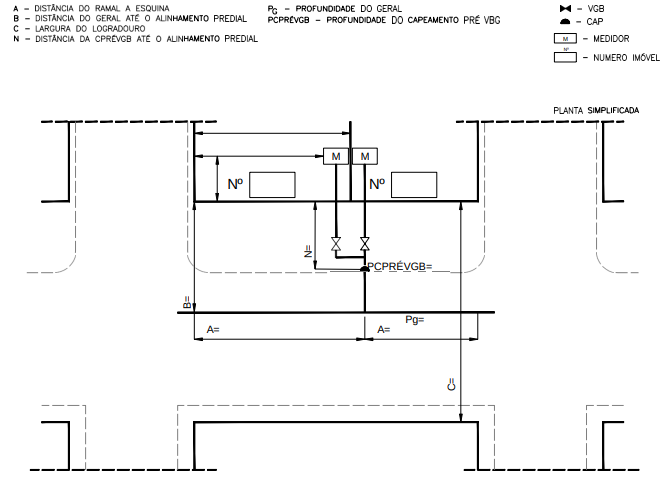 A – DISTÂNCIA DO RAMAL A ESQUINA
B – DISTÂNCIA DO GERAL ATÉ O ALINHAMENTO PREDIAL
C – LARGURA DO LOGRADOURO
N – DISTÂNCIA DA CPRÉVGB ATÉ O ALINHAMENTO PREDIAL
PG – PROFUNDIDADE DO GERAL
PCPRÉVGB – PROFUNDIDADE DO CAPEAMENTO PRÉ VBG
– VGB
– CAP
M – MEDIDOR
Nº
– NUMERO IMÓVEL
PLANTA SIMPLIFICADA
M M
Nº Nº
N=
PCPRÉVGB=
B=
Pg=
A= A=
C=